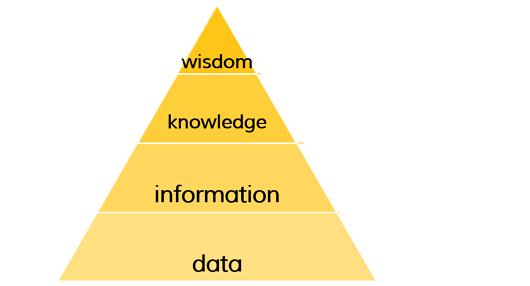 wisdom
knowledge
information
data